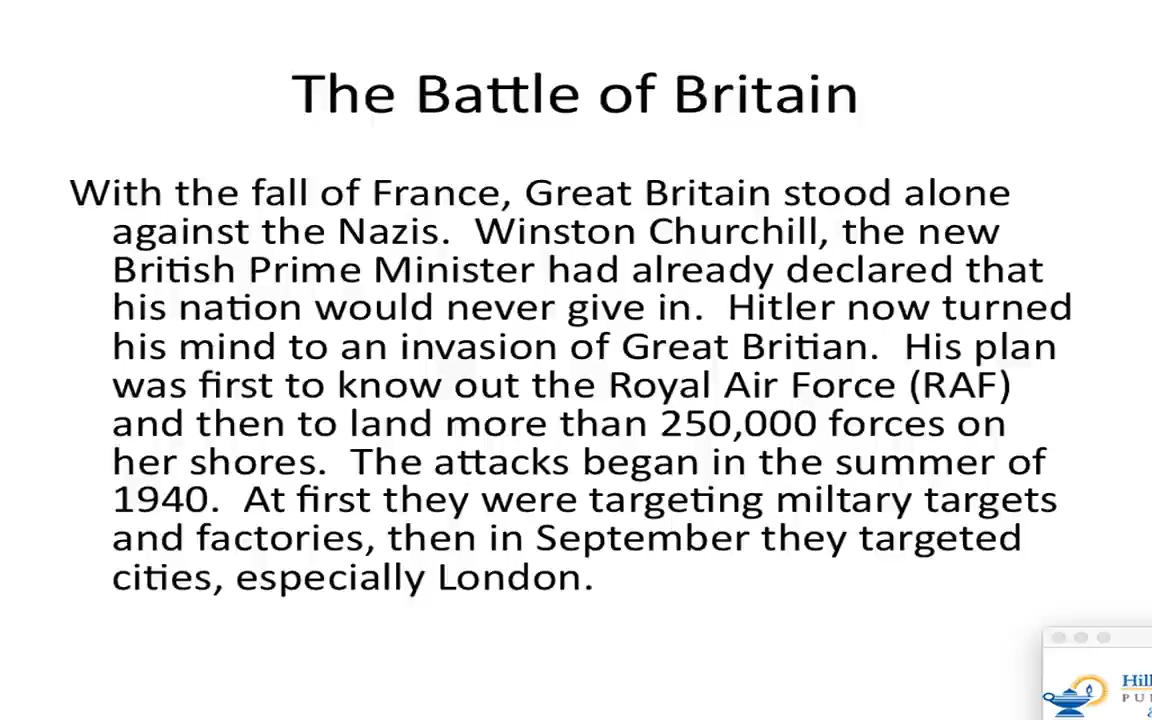 The Battle of Britain
With the fall of France, Great Britain stood alone
against the Nazis. Winston Churchill, the new
British Prime Minister had already declared that
his nation would never give in. Hitler now turned
his mind to an invasion of Great Britian. His plan
was first to know out the Royal Air Force (RAF)
and then to land more than 250,000 forces on
her shores. The attacks began in the summer of
1940. At first they were targeting miltary targets
and factories, then in September they targeted
cities, especially London.